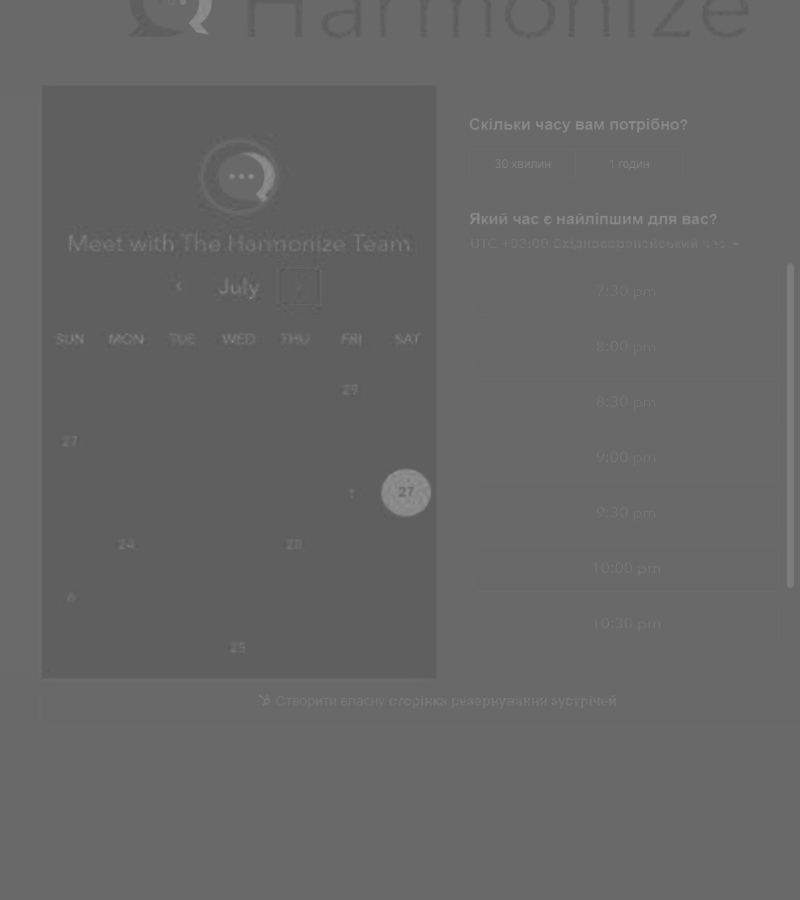 Harmonize
Meet with The Harmonize Team
‹ July ›
SUN MON TUE WED THU FRI SAT
29
27
1 27
24 28
6
25
Скільки часу вам потрібно?
30 хвилин 1 годин
Який час є найліпшим для вас?
UTC +03:00 Східноєвропейський час
7:30 pm
8:00 pm
8:30 pm
9:00 pm
9:30 pm
10:00 pm
10:30 pm
Створити власну сторінку резервування зустрічей